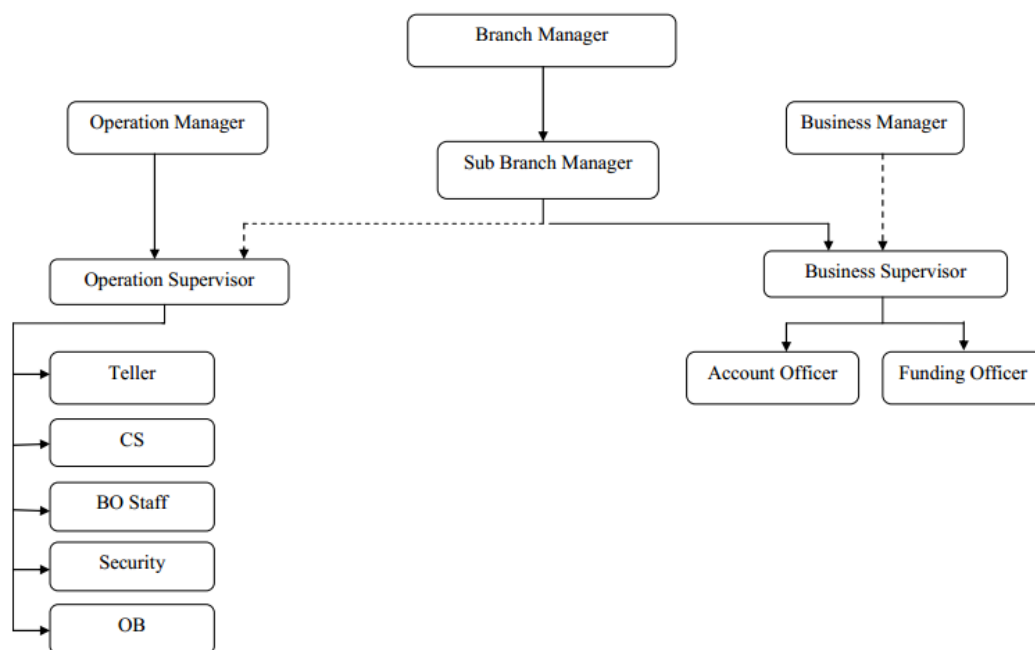 Branch Manager
Operation Manager
Business Manager
Sub Branch Manager
Operation Supervisor
Business Supervisor
Teller
Account Officer
Funding Officer
CS
BO Staff
Security
OB